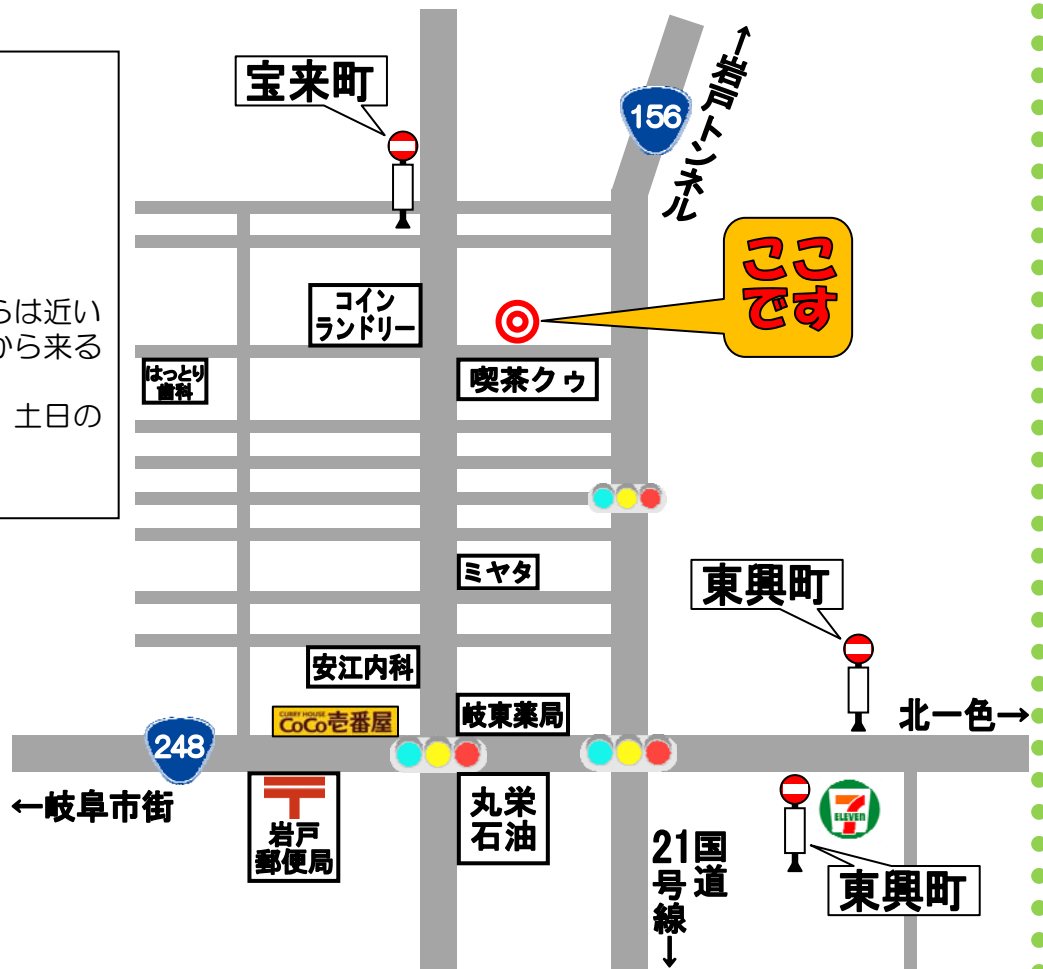 宝来町
156
↑岩戸トンネル
ここ
です
らは近い
から来る
土日の
コイン
ランドリー
はっとり
歯科
喫茶クゥ
ミヤタ
東興町
安江内科
岐東薬局
北一色→
CURRY HOUSE
CoCo壱番屋
248
←岐阜市街
岩戸
郵便局
丸栄
石油
国道
21号線↓
7
ELEVEN
東興町